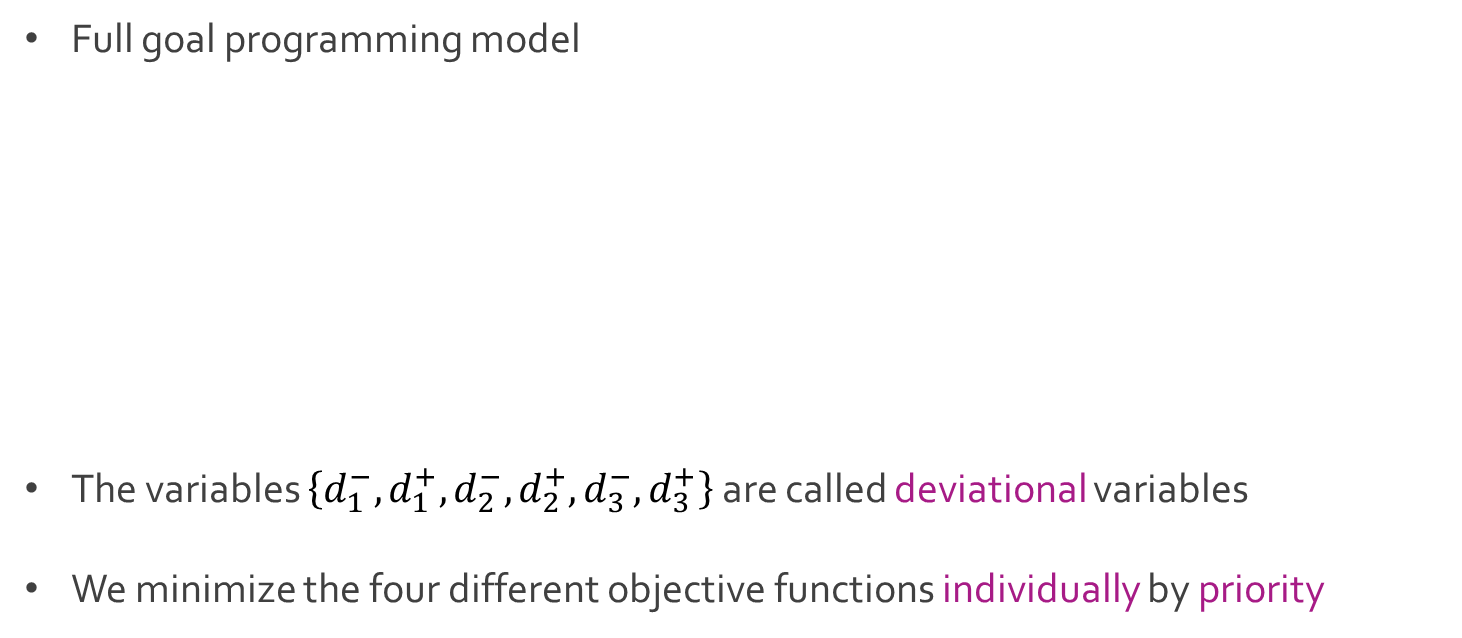 • Full goal programming model
• The variables {d₁⁻, d₁⁺, d₂⁻, d₂⁺, d₃⁻, d₃⁺} are called deviational variables
• We minimize the four different objective functions individually by priority